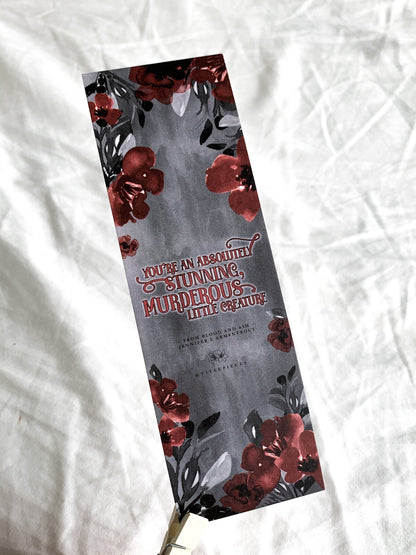 YOU'RE AN ABSOLUTELY
STUNNING,
MURDEROUS
LITTLE CREATURE
FROM BLOOD AND ASH
JENNIFER L ARMENTROUT